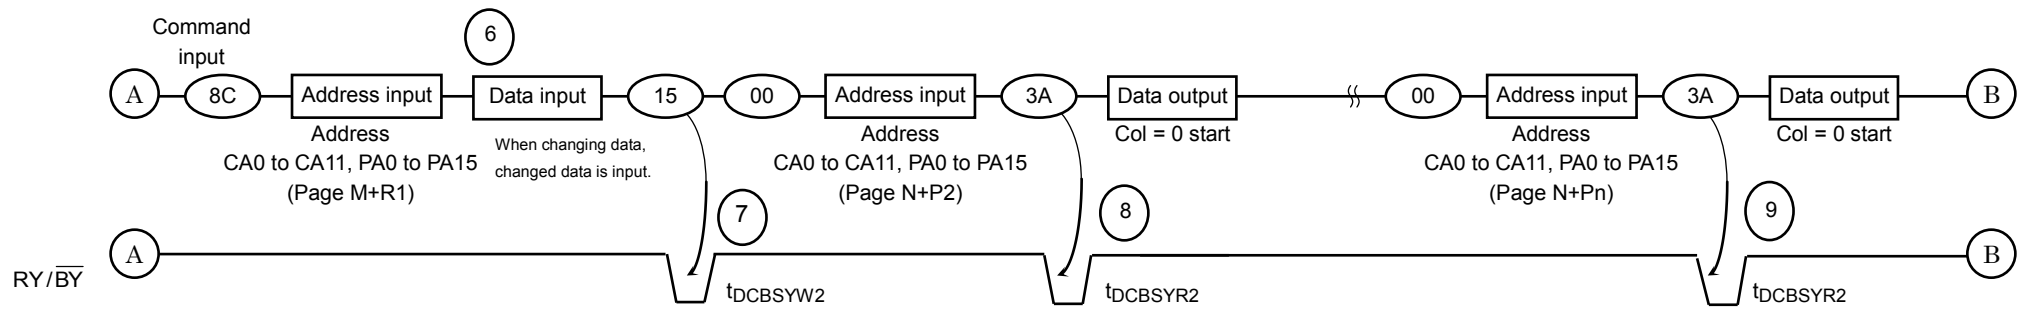 Command
input
6
A 8C Address input Data input 15 00 Address input 3A Data output 00 Address input 3A Data output B
Address
CA0 to CA11, PA0 to PA15
(Page M+R1)
When changing data,
changed data is input.
Address
CA0 to CA11, PA0 to PA15
(Page N+P2)
Col = 0 start
Address
CA0 to CA11, PA0 to PA15
(Page N+Pn)
Col = 0 start
7
8
9
A B
RY/BY
tDCBSYW2
tDCBSYR2
tDCBSYR2